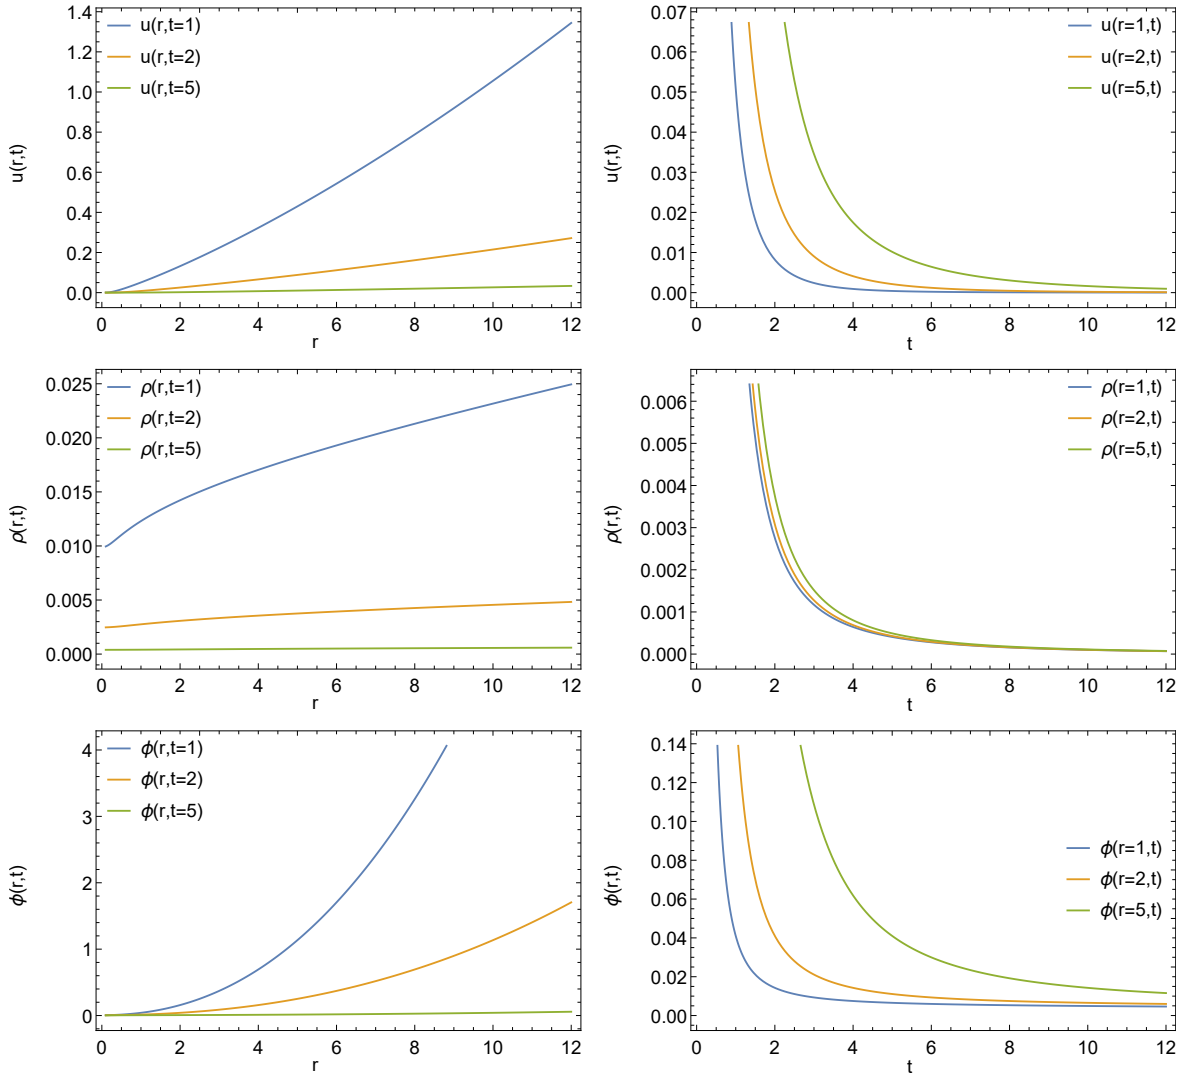 u(r,t)
1.4
1.2
1.0
0.8
0.6
0.4
0.2
0.0
u(r,t=1)
u(r,t=2)
u(r,t=5)
0 2 4 6 8 10 12
r
u(r,t)
0.07
0.06
0.05
0.04
0.03
0.02
0.01
0.00
u(r=1,t)
u(r=2,t)
u(r=5,t)
0 2 4 6 8 10 12
t
ρ(r,t)
0.025
0.020
0.015
0.010
0.005
0.000
ρ(r,t=1)
ρ(r,t=2)
ρ(r,t=5)
0 2 4 6 8 10 12
r
ρ(r,t)
0.006
0.005
0.004
0.003
0.002
0.001
0.000
ρ(r=1,t)
ρ(r=2,t)
ρ(r=5,t)
0 2 4 6 8 10 12
t
ϕ(r,t)
4
3
2
1
0
ϕ(r,t=1)
ϕ(r,t=2)
ϕ(r,t=5)
0 2 4 6 8 10 12
r
ϕ(r,t)
0.14
0.12
0.10
0.08
0.06
0.04
0.02
0.00
ϕ(r=1,t)
ϕ(r=2,t)
ϕ(r=5,t)
0 2 4 6 8 10 12
t